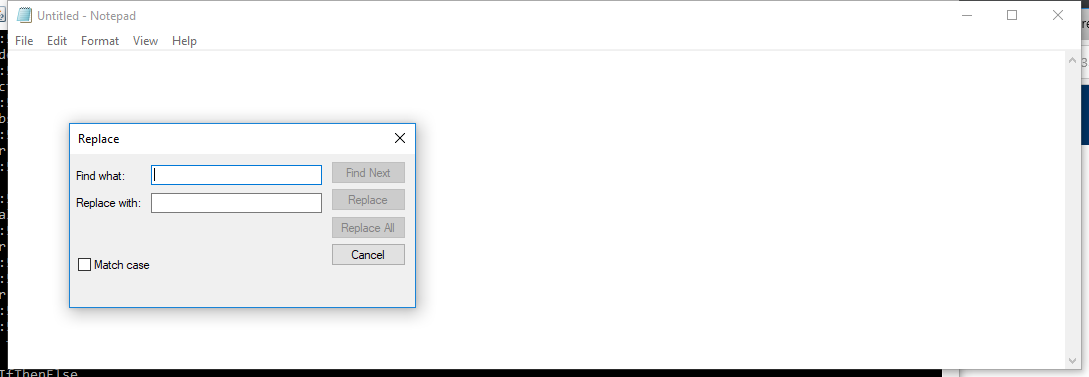 Untitled - Notepad
File Edit Format View Help
Replace
Find what:
Find Next
Replace with:
Replace
Replace All
Cancel
Match case
IfThenElse